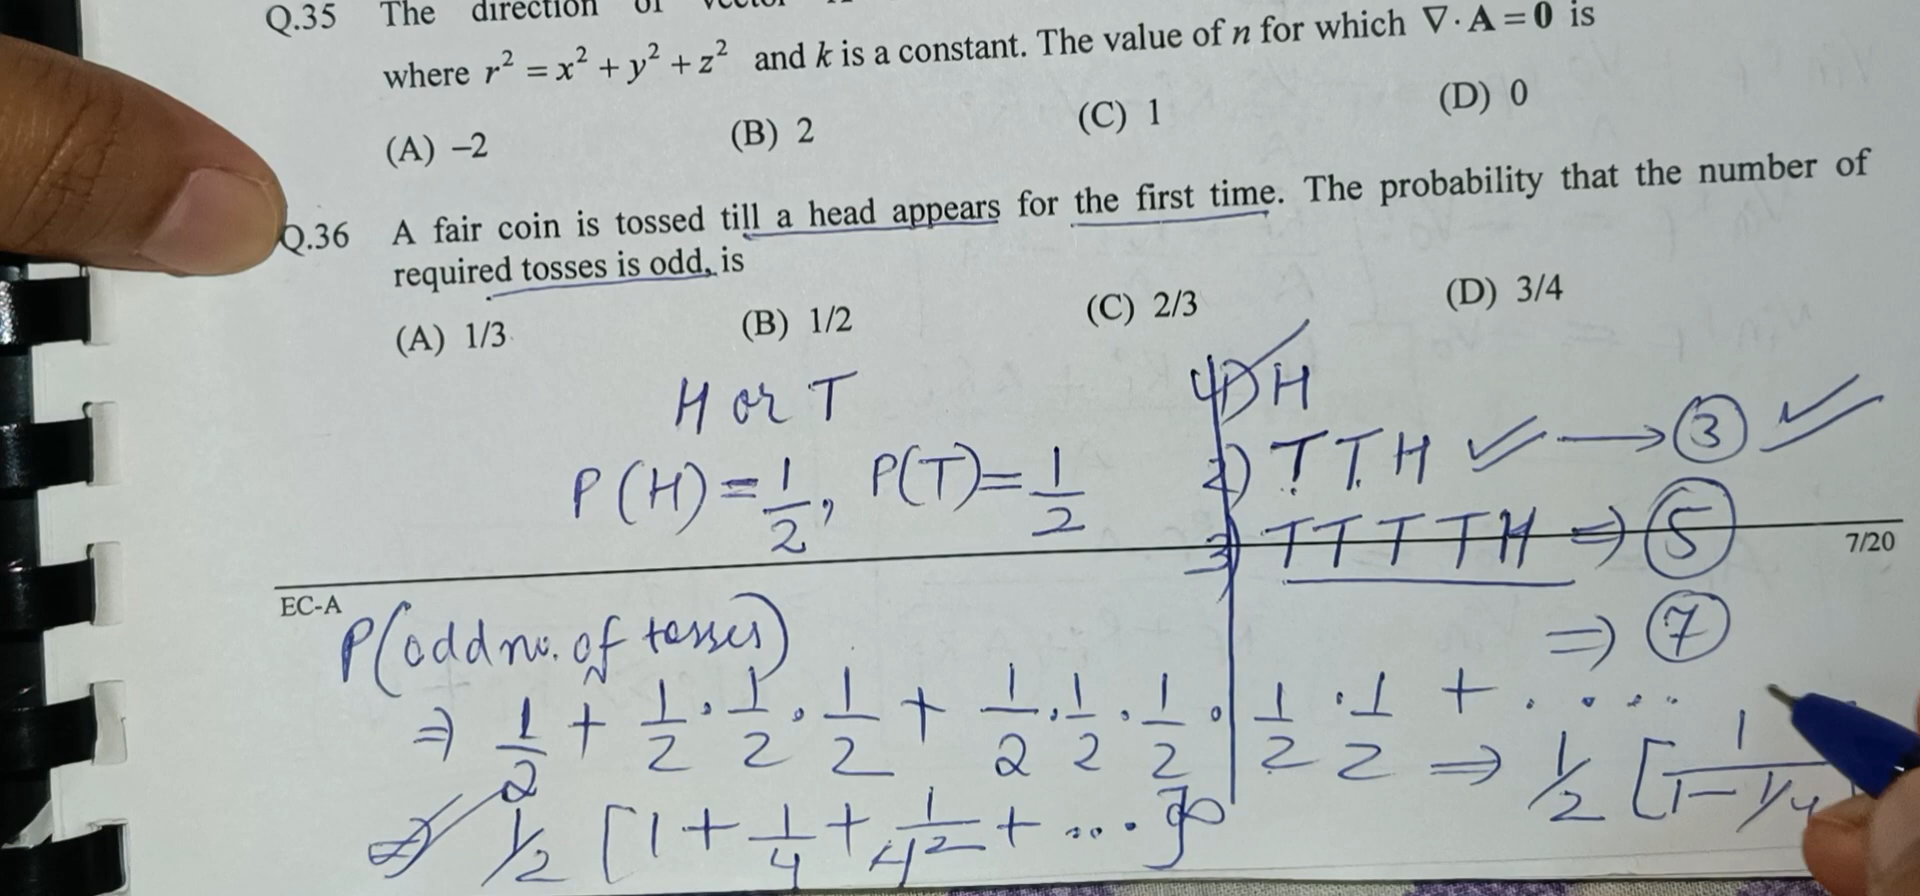 Q.35 The direction of vector
where r² = x² + y² + z² and k is a constant. The value of n for which ∇ · A = 0 is
(A) –2 (B) 2 (C) 1 (D) 0
Q.36 A fair coin is tossed till a head appears for the first time. The probability that the number of
required tosses is odd, is
(A) 1/3 (B) 1/2 (C) 2/3 (D) 3/4
H or T
P(H) = 1/2, P(T) = 1/2
1) H
2) T T H ✓ → 3 ✓
3) T T T T H ⇒ 5
⇒ 7
7/20
EC-A
P(odd no. of tosses)
⇒ 1/2 + 1/2 · 1/2 · 1/2 + 1/2 · 1/2 · 1/2 · 1/2 · 1/2 + ....
⇒ 1/2 [1 + 1/4 + 1/4² + ... ∞]
⇒ 1/2 [1/1 – 1/4